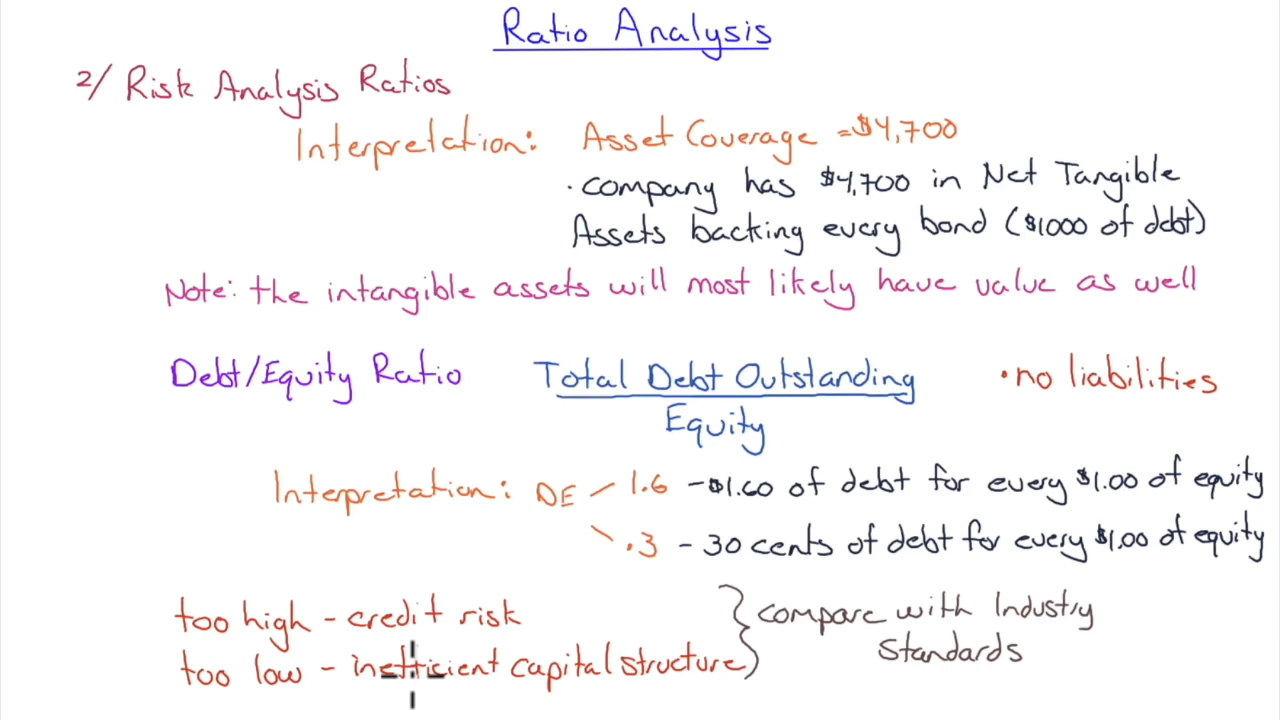 Ratio Analysis
2/ Risk Analysis Ratios
Interpretation: Asset Coverage = $4,700
· company has $4,700 in Net Tangible
Assets backing every bond ($1000 of debt)
Note: the intangible assets will most likely have value as well
Debt/Equity Ratio Total Debt Outstanding · no liabilities
Equity
Interpretation: DE 1.6 - $1.60 of debt for every $1.00 of equity
.3 - 30 cents of debt for every $1.00 of equity
too high - credit risk compare with Industry
too low - inefficient capital structure standards